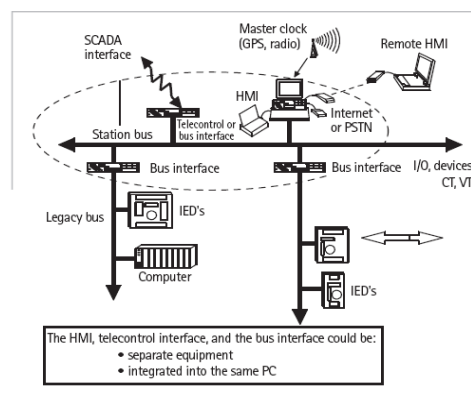 Master clock
(GPS, radio)
SCADA
interface
Remote HMI
HMI
Internet
or PSTN
Telecontrol or
bus interface
Station bus
Bus interface
Bus interface
I/O, devices
CT, VT
Legacy bus
IED's
Computer
IED's
The HMI, telecontrol interface, and the bus interface could be:
• separate equipment
• integrated into the same PC